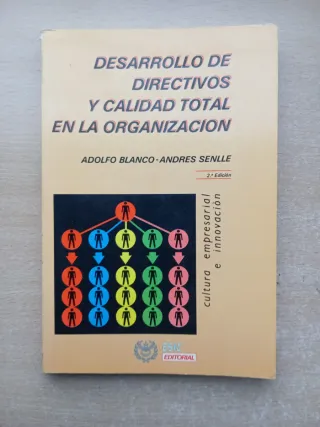 DESARROLLO DE
DIRECTIVOS
Y CALIDAD TOTAL
EN LA ORGANIZACION
ADOLFO BLANCO · ANDRES SENLLE
2.ª Edición
cultura empresarial
e innovación
EDITORIAL